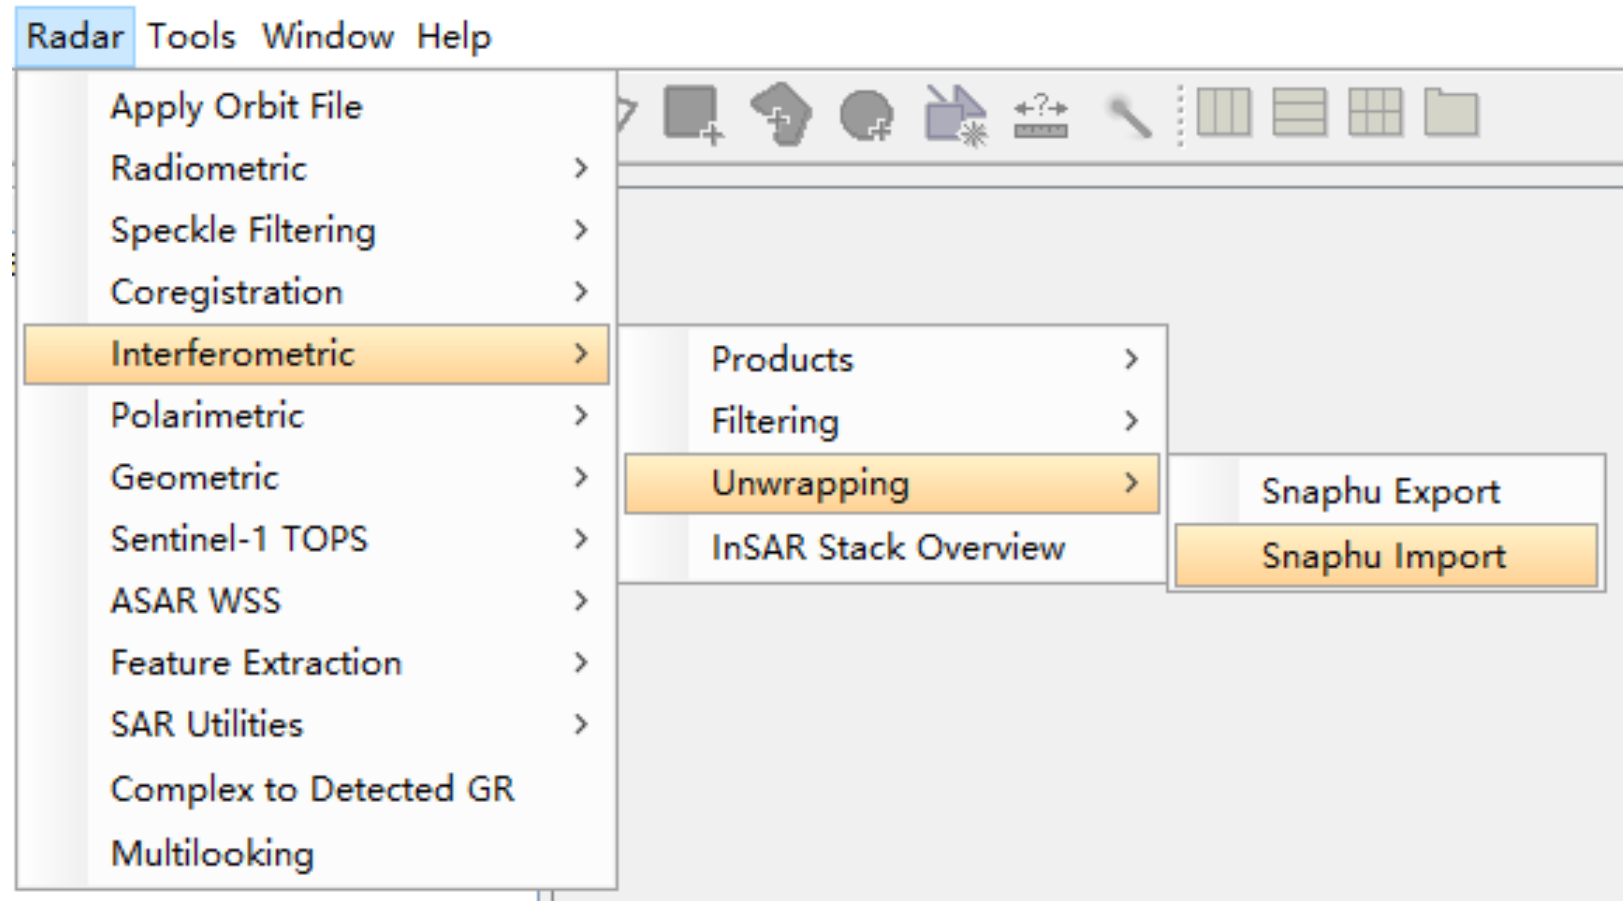 Radar Tools Window Help
Apply Orbit File
Radiometric
Speckle Filtering
Coregistration
Interferometric
Polarimetric
Geometric
Sentinel-1 TOPS
ASAR WSS
Feature Extraction
SAR Utilities
Complex to Detected GR
Multilooking
Products
Filtering
Unwrapping
InSAR Stack Overview
Snaphu Export
Snaphu Import